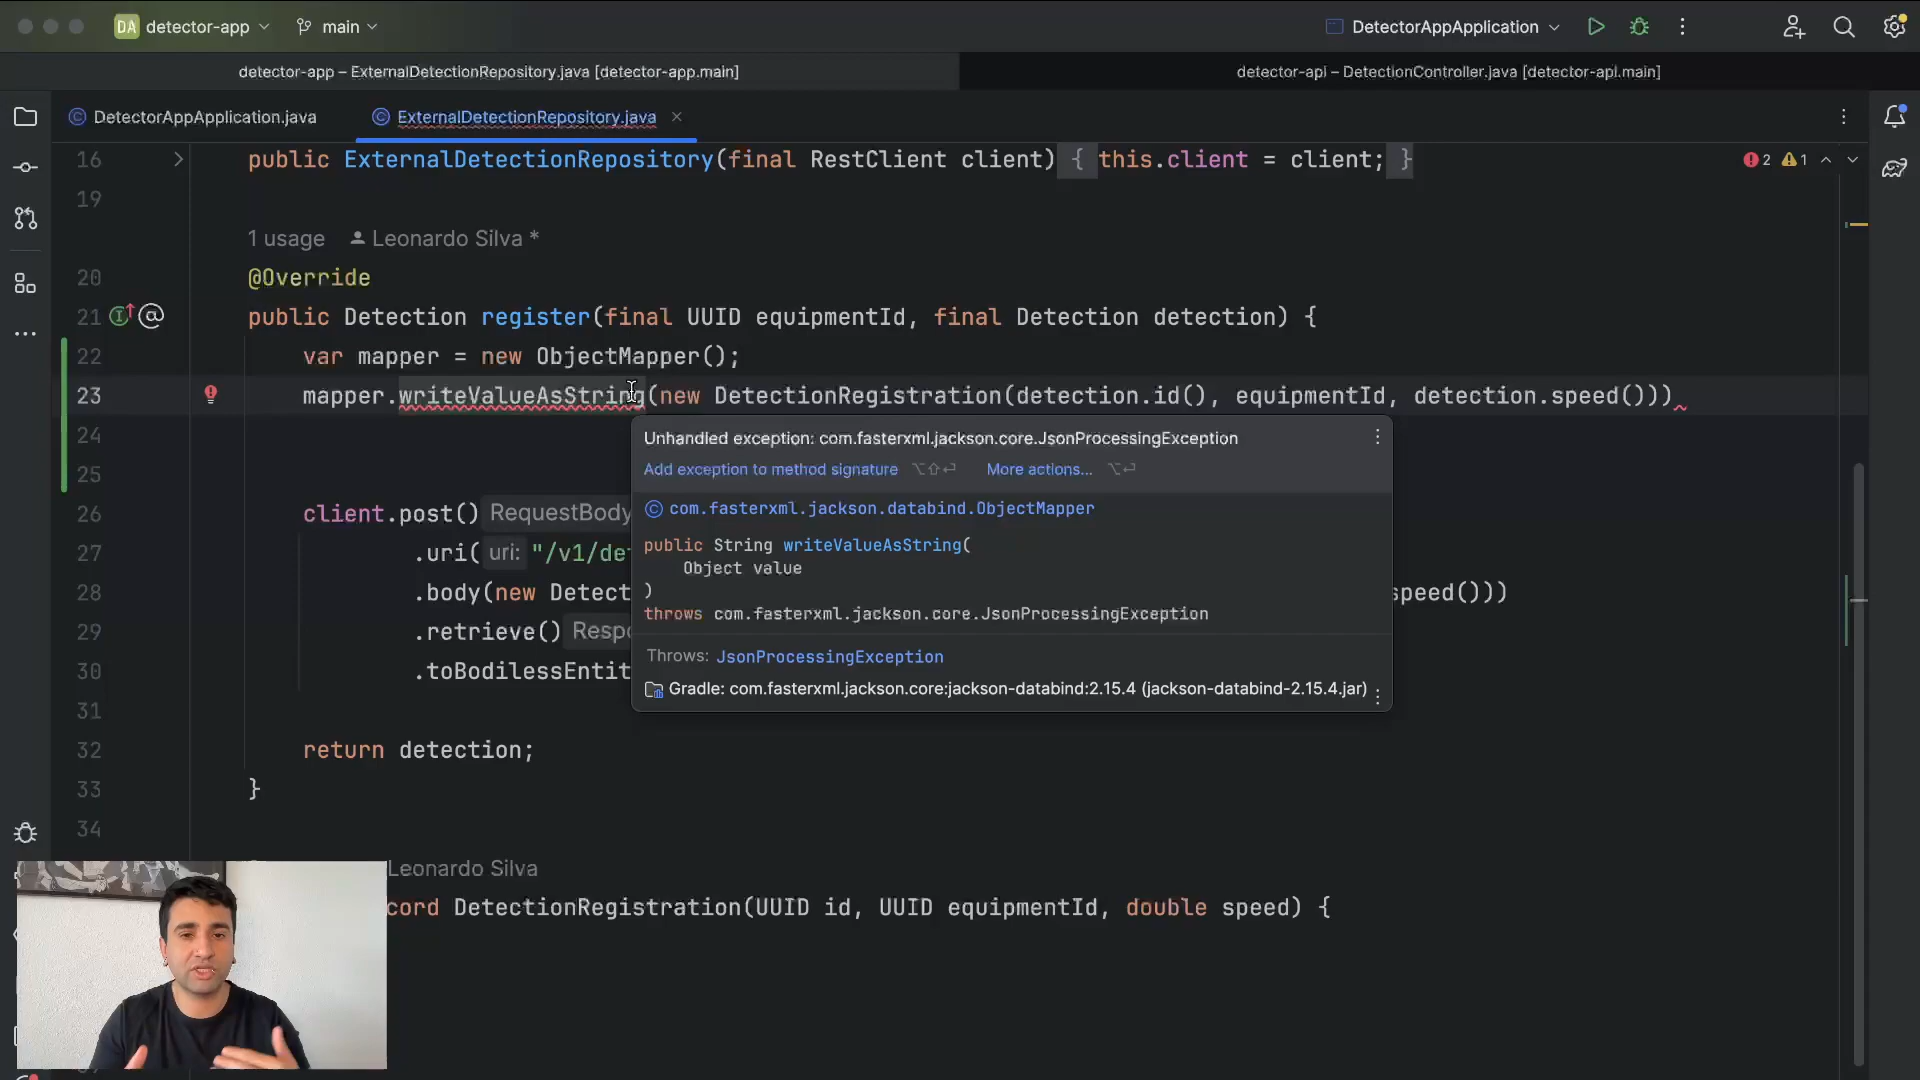 DA detector-app main DetectorAppApplication
detector-app – ExternalDetectionRepository.java [detector-app.main] detector-api – DetectionController.java [detector-api.main]
DetectorAppApplication.java ExternalDetectionRepository.java
16 public ExternalDetectionRepository(final RestClient client) { this.client = client; } 2 1
19
1 usage Leonardo Silva *
20 @Override
21 public Detection register(final UUID equipmentId, final Detection detection) {
22 var mapper = new ObjectMapper();
23 mapper.writeValueAsString(new DetectionRegistration(detection.id(), equipmentId, detection.speed()))
24
Unhandled exception: com.fasterxml.jackson.core.JsonProcessingException
Add exception to method signature ⌥⇧⏎ More actions... ⌥⏎
25
com.fasterxml.jackson.databind.ObjectMapper
26 client.post() RequestBody
public String writeValueAsString(
27 .uri( uri: "/v1/de
Object value
28 .body(new Detec speed()))
)
throws com.fasterxml.jackson.core.JsonProcessingException
29 .retrieve() Respo
Throws: JsonProcessingException
30 .toBodilessEntit
Gradle: com.fasterxml.jackson.core:jackson-databind:2.15.4 (jackson-databind-2.15.4.jar)
31
32 return detection;
33 }
34
Leonardo Silva
cord DetectionRegistration(UUID id, UUID equipmentId, double speed) {